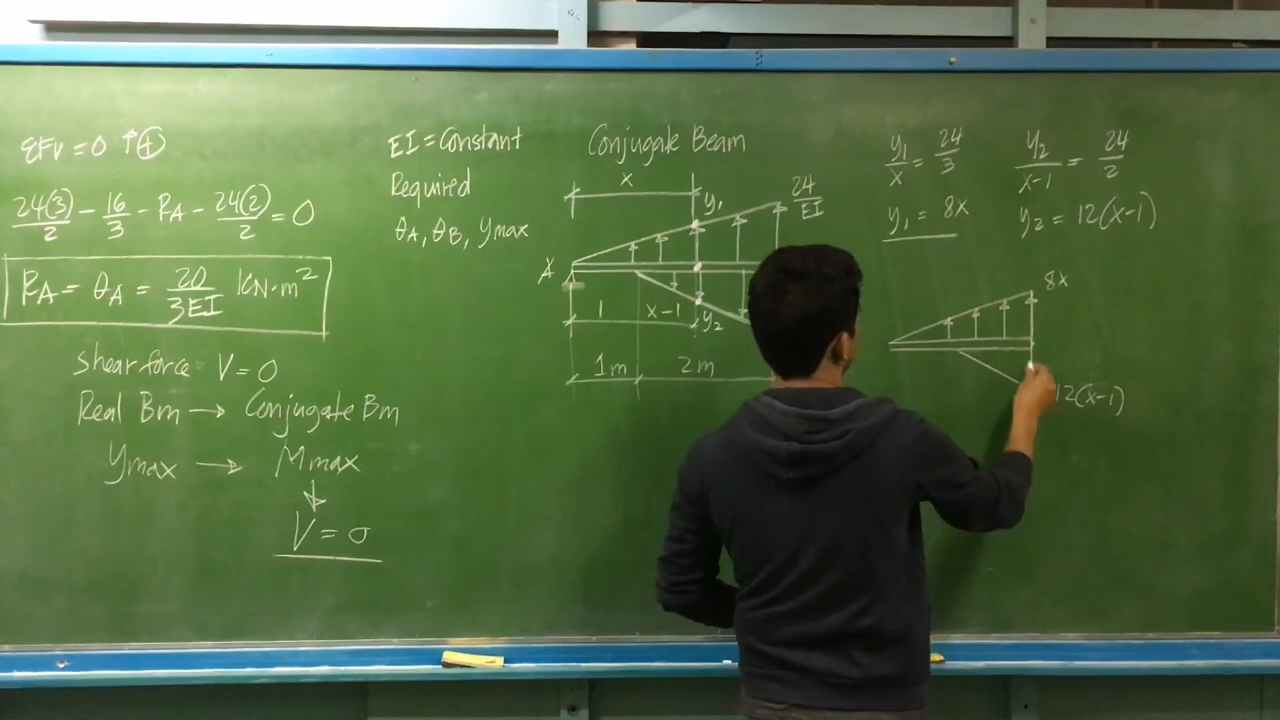 ΣFv = 0 ↑⊕
24(3)/2 - 16/3 - RA - 24(2)/2 = 0
RA = θA = 20/3EI KN·m²
Shear force V = 0
Real Bm → Conjugate Bm
Ymax → Mmax
↓
V = 0
EI = Constant
Required
θA, θB, Ymax
Conjugate Beam
x
y₁
24/EI
A
1 x-1 y₂
1m 2m
y₁/x = 24/3
y₁ = 8x
y₂/x-1 = 24/2
y₂ = 12(x-1)
8x
12(x-1)